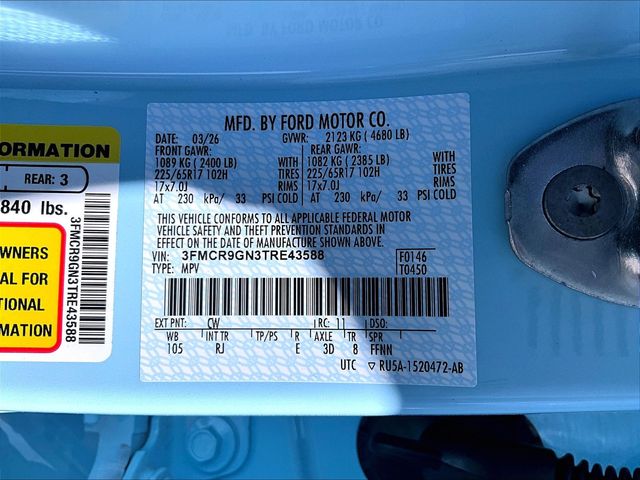 MFD. BY FORD MOTOR CO.
DATE: 03/26 GVWR: 2123 KG ( 4680 LB)
FRONT GAWR: REAR GAWR:
1089 KG ( 2400 LB) WITH 1082 KG ( 2385 LB) WITH
225/65R17 102H TIRES 225/65R17 102H TIRES
17x7.0J RIMS 17x7.0J RIMS
AT 230 kPa/ 33 PSI COLD AT 230 kPa/ 33 PSI COLD
THIS VEHICLE CONFORMS TO ALL APPLICABLE FEDERAL MOTOR
VEHICLE SAFETY AND THEFT PREVENTION STANDARDS IN
EFFECT ON THE DATE OF MANUFACTURE SHOWN ABOVE.
VIN: 3FMCR9GN3TRE43588 F0146
TYPE: MPV T0450
EXT PNT: CW RC: 11 DSO:
WB INT TR TP/PS R AXLE TR SPR
105 RJ E 3D 8 FFNN
UTC RU5A-1520472-AB
ORMATION
REAR: 3
840 lbs.
WNERS
AL FOR
TIONAL
RMATION
3FMCR9GN3TRE43588